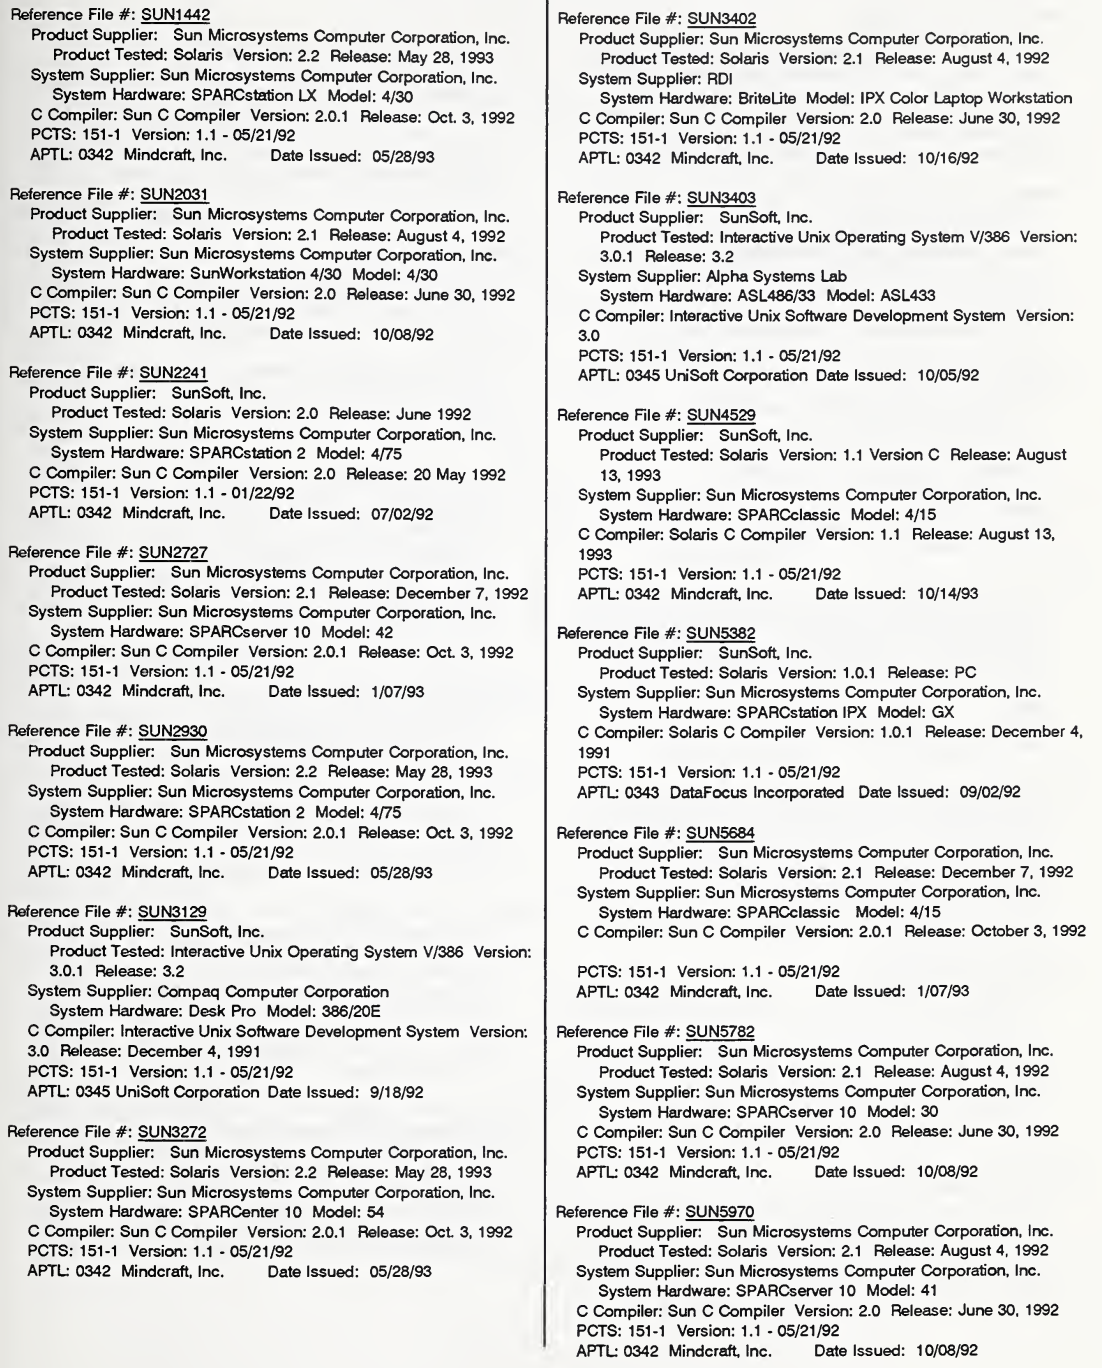 Reference File #: SUN1442
Product Supplier: Sun Microsystems Computer Corporation, Inc.
Product Tested: Solaris Version: 2.2 Release: May 28, 1993
System Supplier: Sun Microsystems Computer Corporation, Inc.
System Hardware: SPARCstation LX Model: 4/30
C Compiler: Sun C Compiler Version: 2.0.1 Release: Oct. 3, 1992
PCTS: 151-1 Version: 1.1 - 05/21/92
APTL: 0342 Mindcraft, Inc. Date Issued: 05/28/93
Reference File #: SUN2031
Product Supplier: Sun Microsystems Computer Corporation, Inc.
Product Tested: Solaris Version: 2.1 Release: August 4, 1992
System Supplier: Sun Microsystems Computer Corporation, Inc.
System Hardware: SunWorkstation 4/30 Model: 4/30
C Compiler: Sun C Compiler Version: 2.0 Release: June 30, 1992
PCTS: 151-1 Version: 1.1 - 05/21/92
APTL: 0342 Mindcraft, Inc. Date Issued: 10/08/92
Reference File #: SUN2241
Product Supplier: SunSoft, Inc.
Product Tested: Solaris Version: 2.0 Release: June 1992
System Supplier: Sun Microsystems Computer Corporation, Inc.
System Hardware: SPARCstation 2 Model: 4/75
C Compiler: Sun C Compiler Version: 2.0 Release: 20 May 1992
PCTS: 151-1 Version: 1.1 - 01/22/92
APTL: 0342 Mindcraft, Inc. Date Issued: 07/02/92
Reference File #: SUN2727
Product Supplier: Sun Microsystems Computer Corporation, Inc.
Product Tested: Solaris Version: 2.1 Release: December 7, 1992
System Supplier: Sun Microsystems Computer Corporation, Inc.
System Hardware: SPARCserver 10 Model: 42
C Compiler: Sun C Compiler Version: 2.0.1 Release: Oct. 3, 1992
PCTS: 151-1 Version: 1.1 - 05/21/92
APTL: 0342 Mindcraft, Inc. Date Issued: 1/07/93
Reference File #: SUN2930
Product Supplier: Sun Microsystems Computer Corporation, Inc.
Product Tested: Solaris Version: 2.2 Release: May 28, 1993
System Supplier: Sun Microsystems Computer Corporation, Inc.
System Hardware: SPARCstation 2 Model: 4/75
C Compiler: Sun C Compiler Version: 2.0.1 Release: Oct. 3, 1992
PCTS: 151-1 Version: 1.1 - 05/21/92
APTL: 0342 Mindcraft, Inc. Date Issued: 05/28/93
Reference File #: SUN3129
Product Supplier: SunSoft, Inc.
Product Tested: Interactive Unix Operating System V/386 Version:
3.0.1 Release: 3.2
System Supplier: Compaq Computer Corporation
System Hardware: Desk Pro Model: 386/20E
C Compiler: Interactive Unix Software Development System Version:
3.0 Release: December 4, 1991
PCTS: 151-1 Version: 1.1 - 05/21/92
APTL: 0345 UniSoft Corporation Date Issued: 9/18/92
Reference File #: SUN3272
Product Supplier: Sun Microsystems Computer Corporation, Inc.
Product Tested: Solaris Version: 2.2 Release: May 28, 1993
System Supplier: Sun Microsystems Computer Corporation, Inc.
System Hardware: SPARCenter 10 Model: 54
C Compiler: Sun C Compiler Version: 2.0.1 Release: Oct. 3, 1992
PCTS: 151-1 Version: 1.1 - 05/21/92
APTL: 0342 Mindcraft, Inc. Date Issued: 05/28/93
Reference File #: SUN3402
Product Supplier: Sun Microsystems Computer Corporation, Inc.
Product Tested: Solaris Version: 2.1 Release: August 4, 1992
System Supplier: RDI
System Hardware: BriteLite Model: IPX Color Laptop Workstation
C Compiler: Sun C Compiler Version: 2.0 Release: June 30, 1992
PCTS: 151-1 Version: 1.1 - 05/21/92
APTL: 0342 Mindcraft, Inc. Date Issued: 10/16/92
Reference File #: SUN3403
Product Supplier: SunSoft, Inc.
Product Tested: Interactive Unix Operating System V/386 Version:
3.0.1 Release: 3.2
System Supplier: Alpha Systems Lab
System Hardware: ASL486/33 Model: ASL433
C Compiler: Interactive Unix Software Development System Version:
3.0
PCTS: 151-1 Version: 1.1 - 05/21/92
APTL: 0345 UniSoft Corporation Date Issued: 10/05/92
Reference File #: SUN4529
Product Supplier: SunSoft, Inc.
Product Tested: Solaris Version: 1.1 Version C Release: August
13, 1993
System Supplier: Sun Microsystems Computer Corporation, Inc.
System Hardware: SPARCclassic Model: 4/15
C Compiler: Solaris C Compiler Version: 1.1 Release: August 13,
1993
PCTS: 151-1 Version: 1.1 - 05/21/92
APTL: 0342 Mindcraft, Inc. Date Issued: 10/14/93
Reference File #: SUN5382
Product Supplier: SunSoft, Inc.
Product Tested: Solaris Version: 1.0.1 Release: PC
System Supplier: Sun Microsystems Computer Corporation, Inc.
System Hardware: SPARCstation IPX Model: GX
C Compiler: Solaris C Compiler Version: 1.0.1 Release: December 4,
1991
PCTS: 151-1 Version: 1.1 - 05/21/92
APTL: 0343 DataFocus Incorporated Date Issued: 09/02/92
Reference File #: SUN5684
Product Supplier: Sun Microsystems Computer Corporation, Inc.
Product Tested: Solaris Version: 2.1 Release: December 7, 1992
System Supplier: Sun Microsystems Computer Corporation, Inc.
System Hardware: SPARCclassic Model: 4/15
C Compiler: Sun C Compiler Version: 2.0.1 Release: October 3, 1992
PCTS: 151-1 Version: 1.1 - 05/21/92
APTL: 0342 Mindcraft, Inc. Date Issued: 1/07/93
Reference File #: SUN5782
Product Supplier: Sun Microsystems Computer Corporation, Inc.
Product Tested: Solaris Version: 2.1 Release: August 4, 1992
System Supplier: Sun Microsystems Computer Corporation, Inc.
System Hardware: SPARCserver 10 Model: 30
C Compiler: Sun C Compiler Version: 2.0 Release: June 30, 1992
PCTS: 151-1 Version: 1.1 - 05/21/92
APTL: 0342 Mindcraft, Inc. Date Issued: 10/08/92
Reference File #: SUN5970
Product Supplier: Sun Microsystems Computer Corporation, Inc.
Product Tested: Solaris Version: 2.1 Release: August 4, 1992
System Supplier: Sun Microsystems Computer Corporation, Inc.
System Hardware: SPARCserver 10 Model: 41
C Compiler: Sun C Compiler Version: 2.0 Release: June 30, 1992
PCTS: 151-1 Version: 1.1 - 05/21/92
APTL: 0342 Mindcraft, Inc. Date Issued: 10/08/92